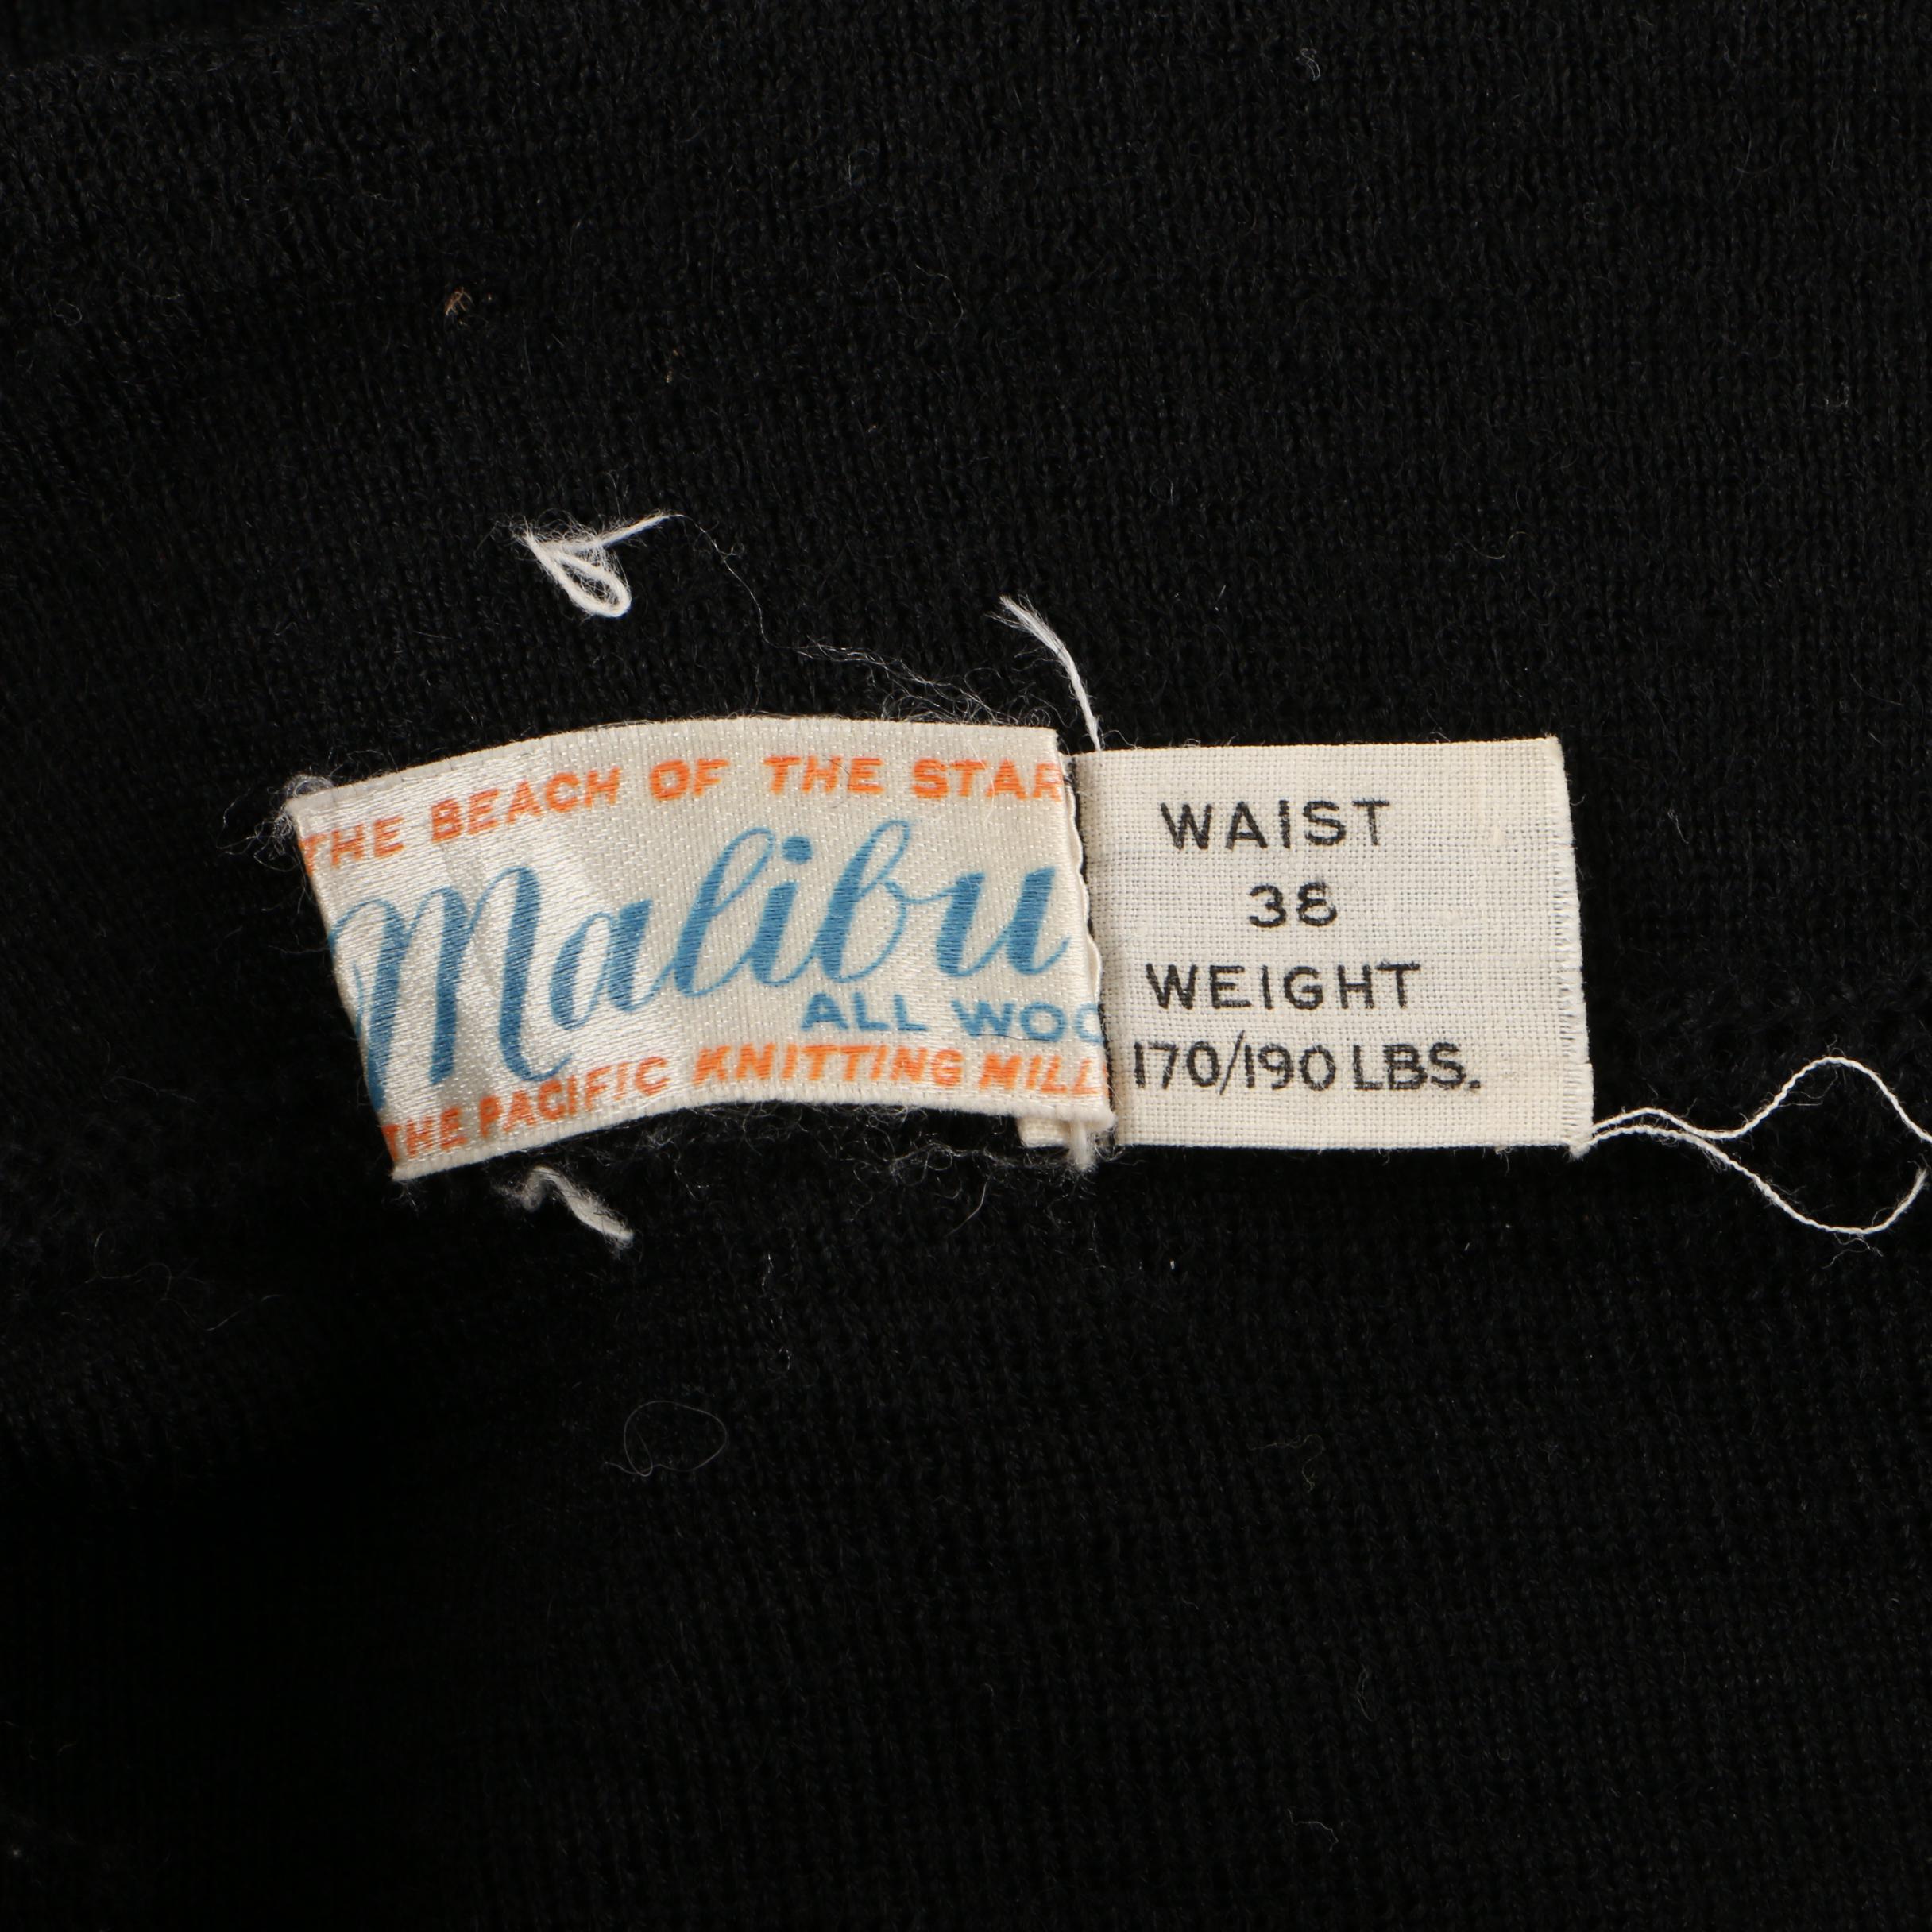 THE BEACH OF THE STAR
Malibu
ALL WOO
THE PACIFIC KNITTING MILL
WAIST
38
WEIGHT
170/190 LBS.